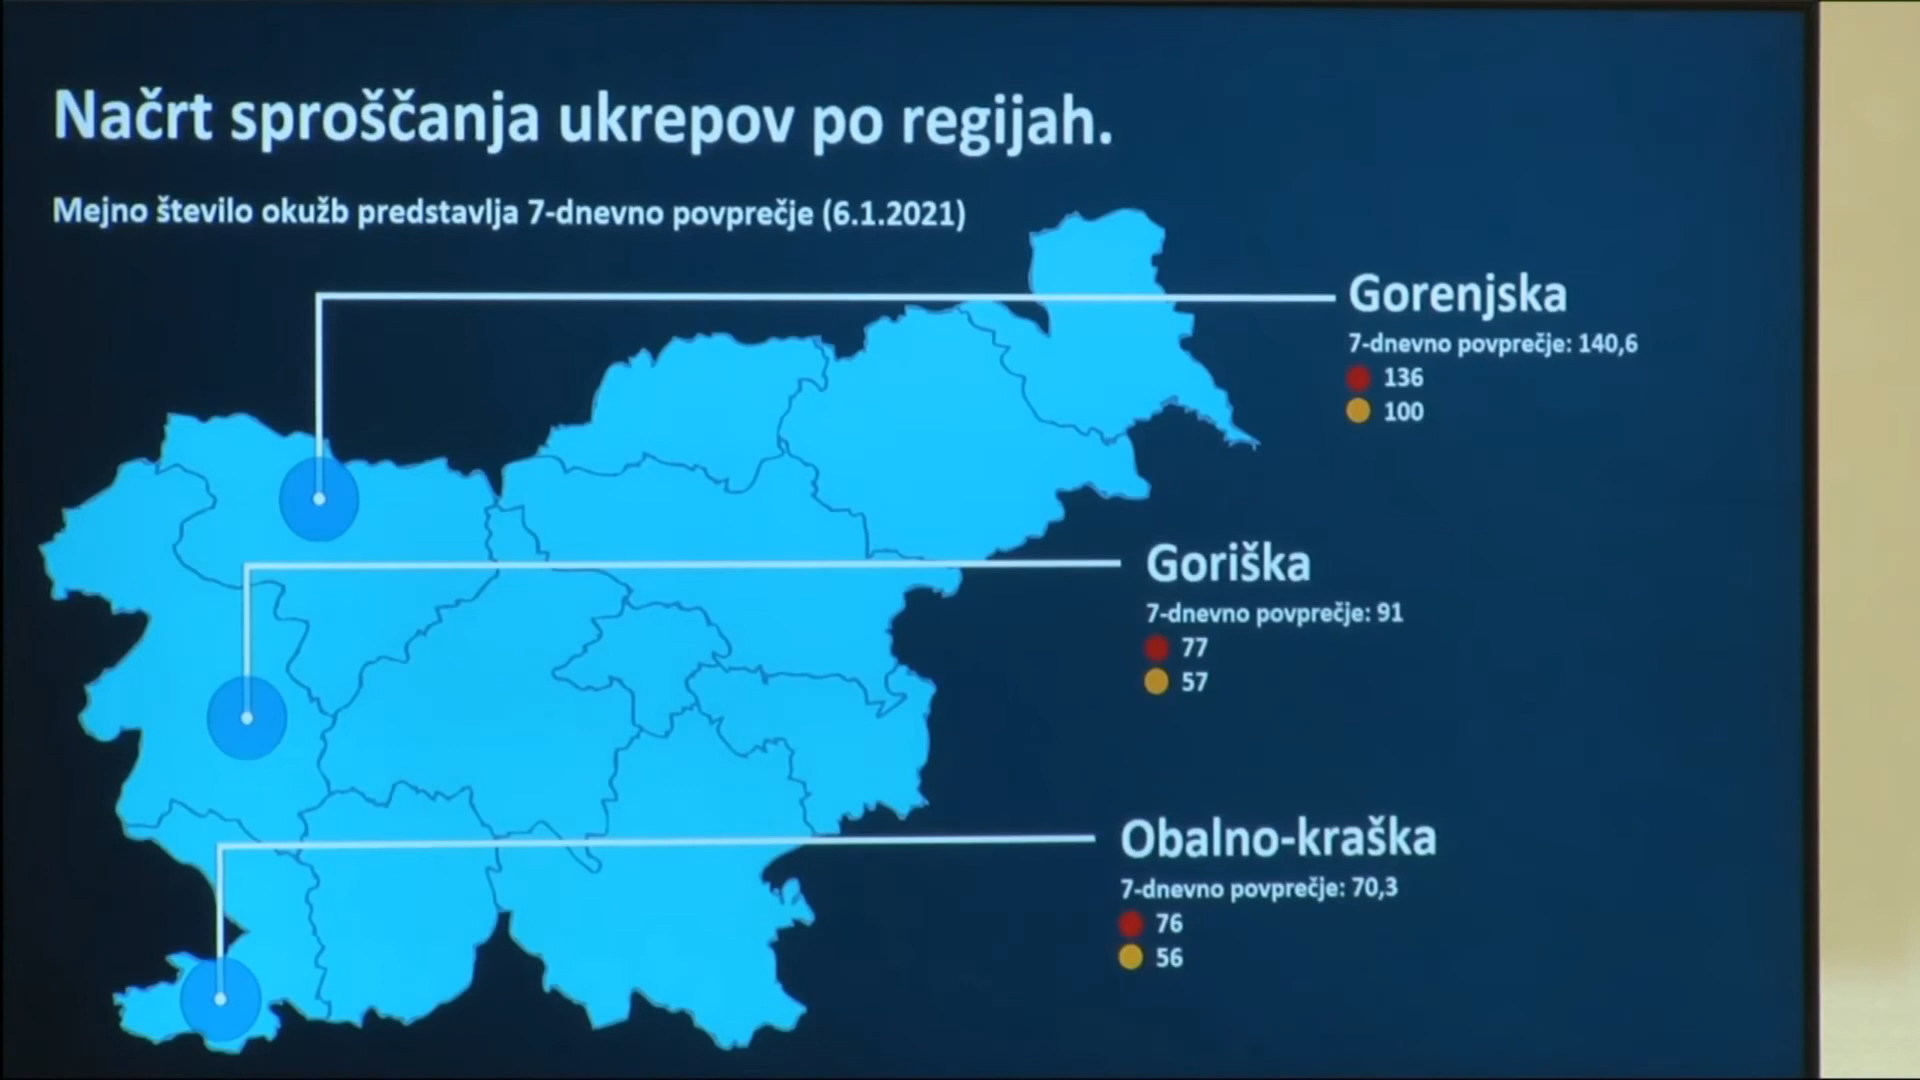 Načrt sproščanja ukrepov po regijah.
Mejno število okužb predstavlja 7-dnevno povprečje (6.1.2021)
Gorenjska
7-dnevno povprečje: 140,6
136
100
Goriška
7-dnevno povprečje: 91
77
57
Obalno-kraška
7-dnevno povprečje: 70,3
76
56